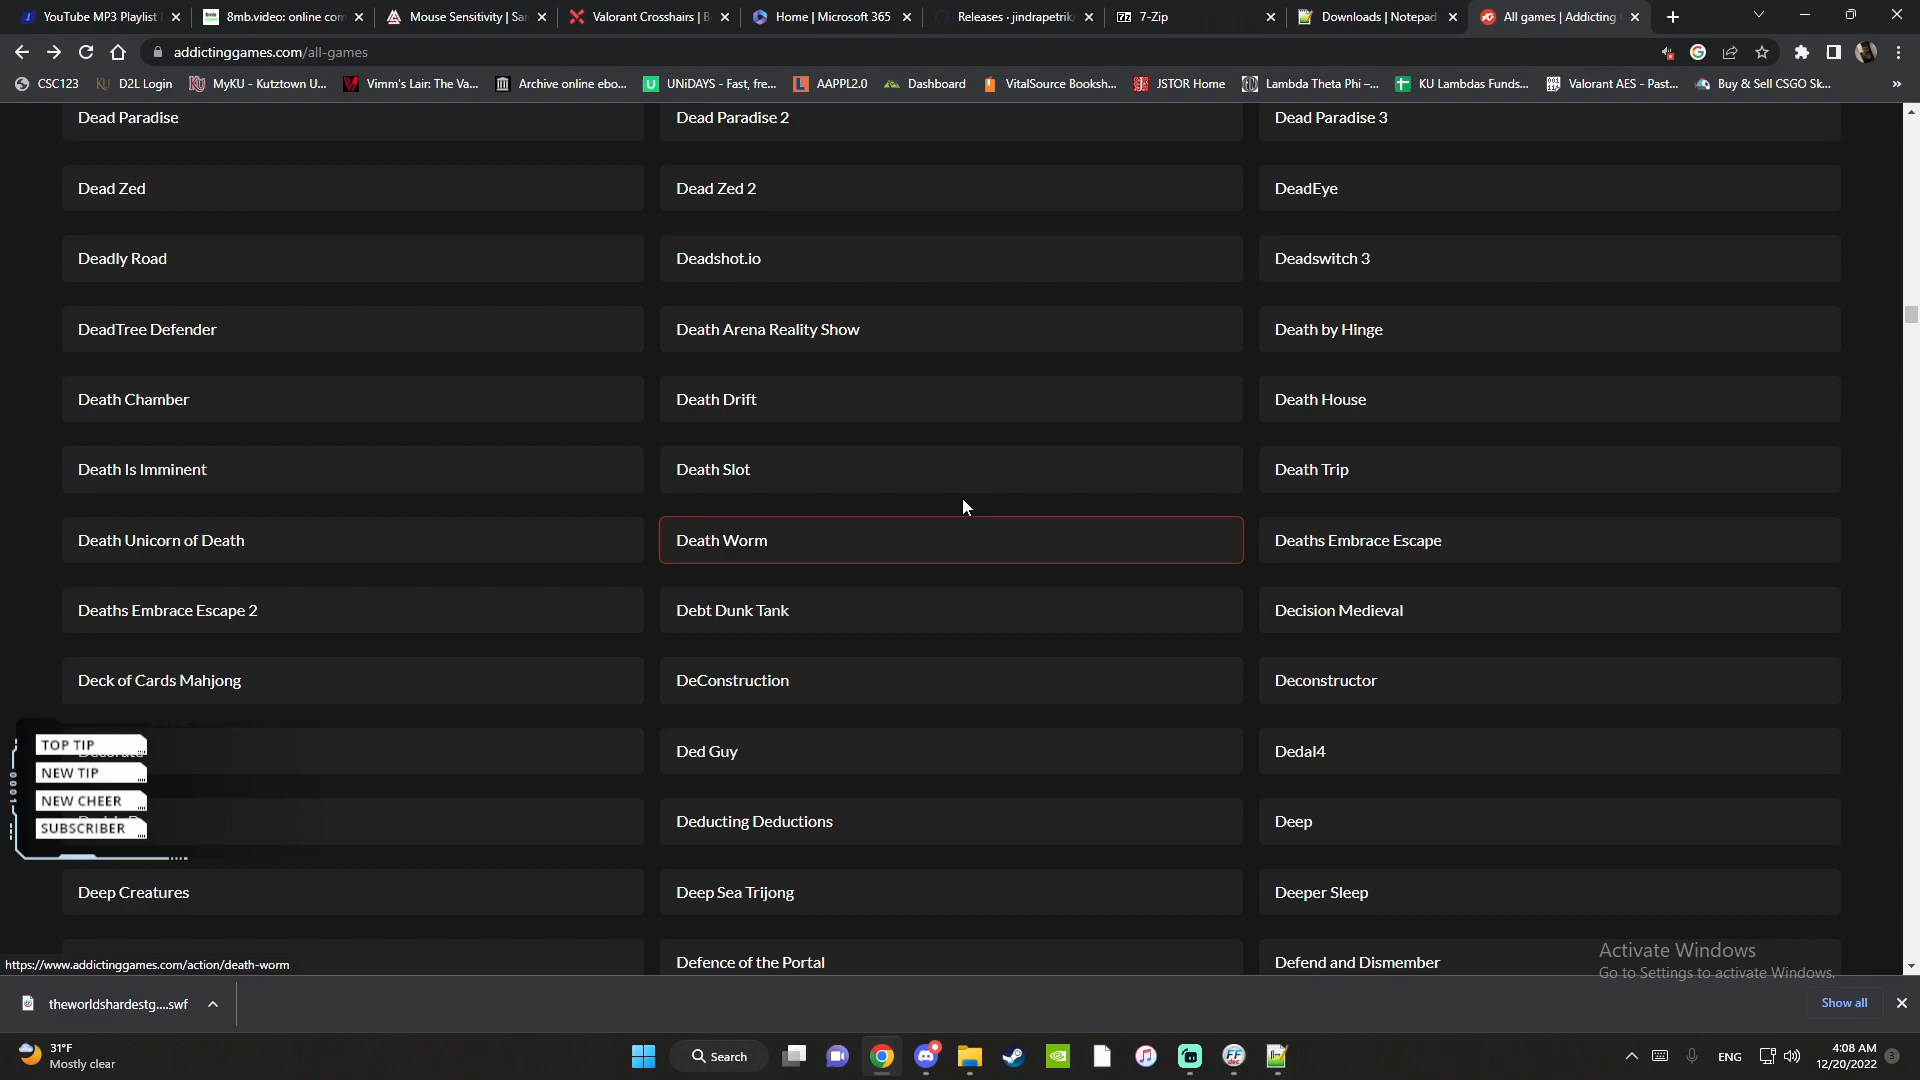 YouTube MP3 Playlist
8mb.video: online com
Mouse Sensitivity | Sa
Valorant Crosshairs |
Home | Microsoft 365
Releases · jindrapetrik
7-Zip
Downloads | Notepad
All games | Addicting
addictinggames.com/all-games
CSC123
D2L Login
MyKU - Kutztown U...
Vimm's Lair: The Va...
Archive online ebo...
UNiDAYS - Fast, fre...
AAPPL2.0
Dashboard
VitalSource Booksh...
JSTOR Home
Lambda Theta Phi –...
KU Lambdas Funds...
Valorant AES - Past...
Buy & Sell CSGO Sk...
Dead Paradise
Dead Paradise 2
Dead Paradise 3
Dead Zed
Dead Zed 2
DeadEye
Deadly Road
Deadshot.io
Deadswitch 3
DeadTree Defender
Death Arena Reality Show
Death by Hinge
Death Chamber
Death Drift
Death House
Death Is Imminent
Death Slot
Death Trip
Death Unicorn of Death
Death Worm
Deaths Embrace Escape
Deaths Embrace Escape 2
Debt Dunk Tank
Decision Medieval
Deck of Cards Mahjong
DeConstruction
Deconstructor
TOP TIP
Ded Guy
Dedal4
NEW TIP
NEW CHEER
SUBSCRIBER
Deducting Deductions
Deep
Deep Creatures
Deep Sea Trijong
Deeper Sleep
Defence of the Portal
Defend and Dismember
Activate Windows
Go to Settings to activate Windows.
https://www.addictinggames.com/action/death-worm
theworldshardestg....swf
Show all
31°F
Mostly clear
Search
ENG
4:08 AM
12/20/2022
3